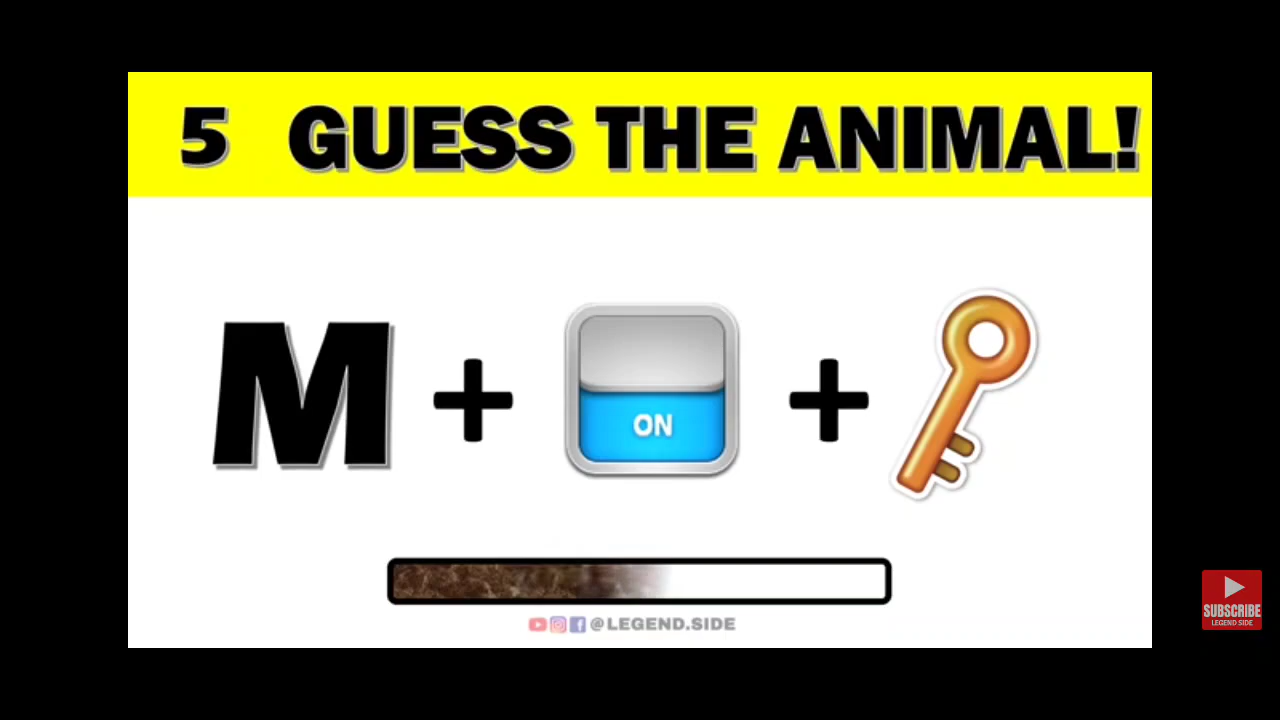 5 GUESS THE ANIMAL!
M + ON +
@LEGEND.SIDE
SUBSCRIBE
LEGEND SIDE